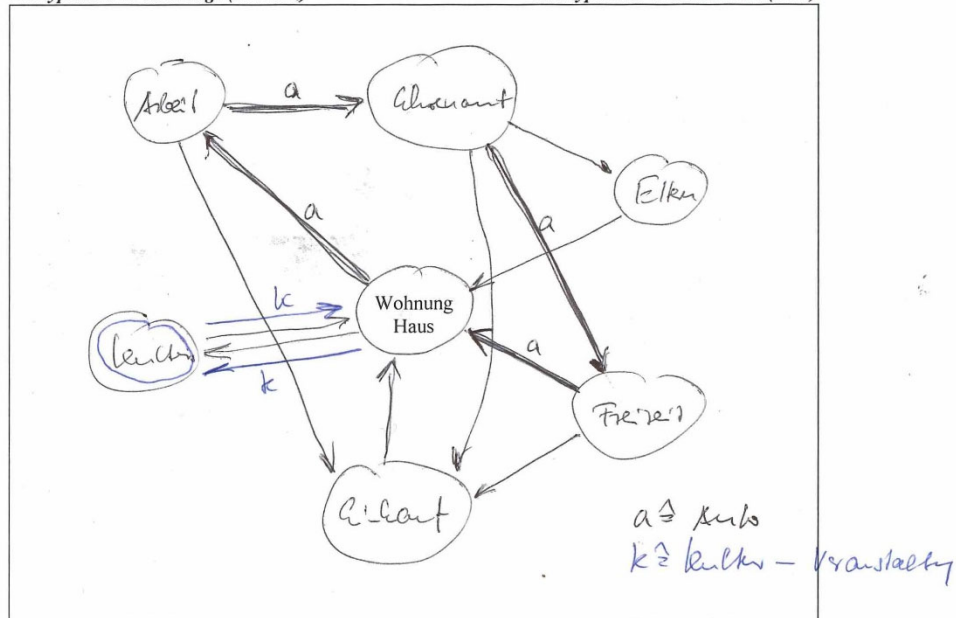 a
Arbeit
Ehrenamt
Eltern
a
a
Wohnung
Haus
k
Kultur
k
a
Freizeit
Einkauf
a ≙ Auto
k ≙ Kultur – Veranstaltung